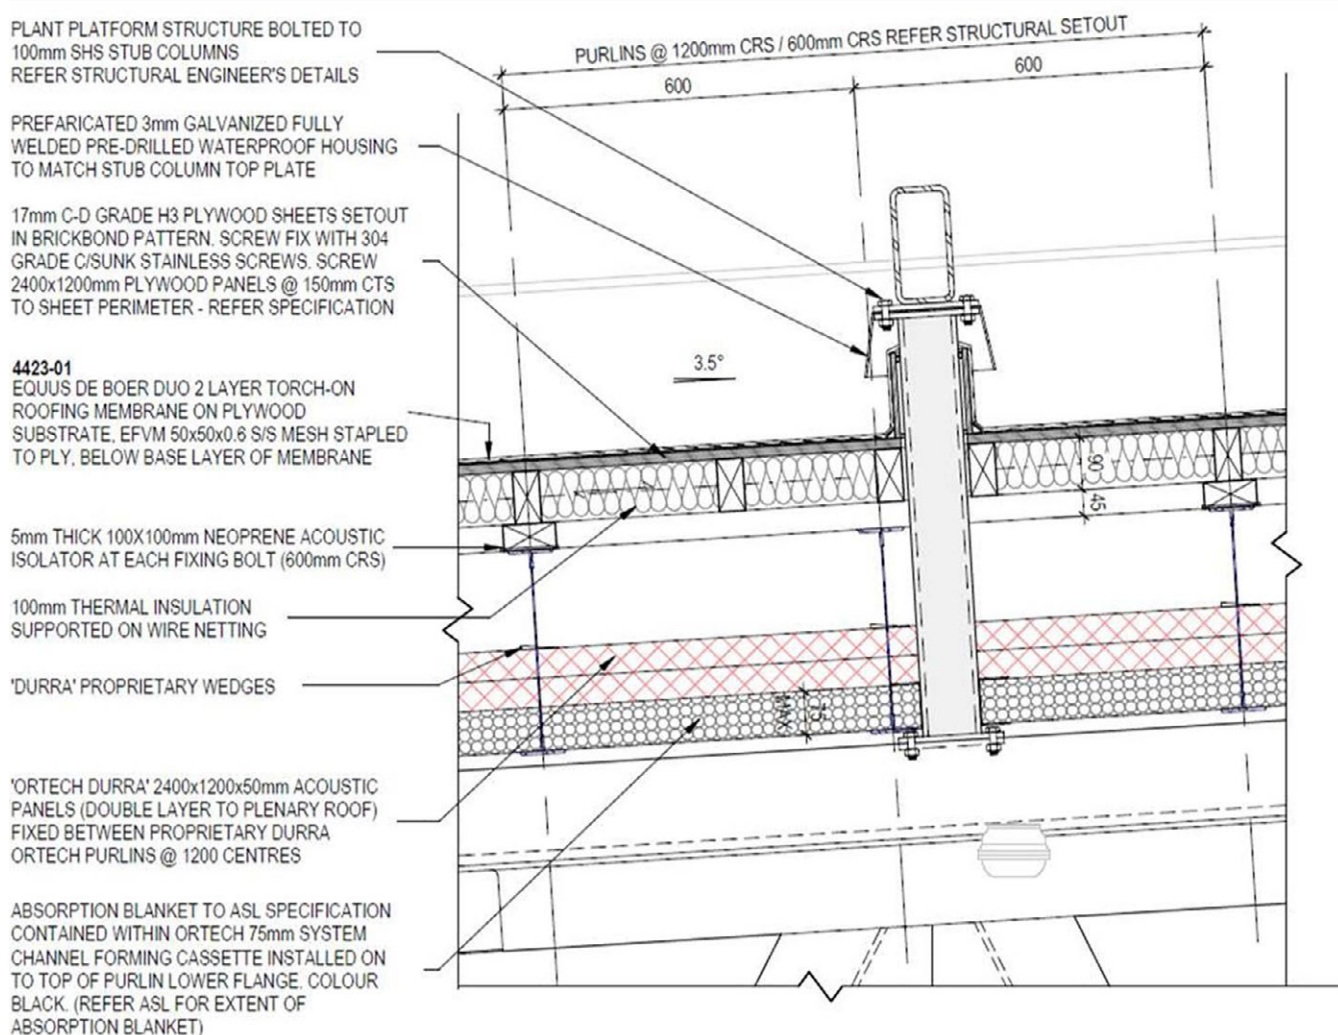 PLANT PLATFORM STRUCTURE BOLTED TO
100mm SHS STUB COLUMNS
REFER STRUCTURAL ENGINEER'S DETAILS
PREFARICATED 3mm GALVANIZED FULLY
WELDED PRE-DRILLED WATERPROOF HOUSING
TO MATCH STUB COLUMN TOP PLATE
17mm C-D GRADE H3 PLYWOOD SHEETS SETOUT
IN BRICKBOND PATTERN. SCREW FIX WITH 304
GRADE C/SUNK STAINLESS SCREWS. SCREW
2400x1200mm PLYWOOD PANELS @ 150mm CTS
TO SHEET PERIMETER - REFER SPECIFICATION
4423-01
EQUUS DE BOER DUO 2 LAYER TORCH-ON
ROOFING MEMBRANE ON PLYWOOD
SUBSTRATE, EFVM 50x50x0.6 S/S MESH STAPLED
TO PLY, BELOW BASE LAYER OF MEMBRANE
5mm THICK 100X100mm NEOPRENE ACOUSTIC
ISOLATOR AT EACH FIXING BOLT (600mm CRS)
100mm THERMAL INSULATION
SUPPORTED ON WIRE NETTING
'DURRA' PROPRIETARY WEDGES
'ORTECH DURRA' 2400x1200x50mm ACOUSTIC
PANELS (DOUBLE LAYER TO PLENARY ROOF)
FIXED BETWEEN PROPRIETARY DURRA
ORTECH PURLINS @ 1200 CENTRES
ABSORPTION BLANKET TO ASL SPECIFICATION
CONTAINED WITHIN ORTECH 75mm SYSTEM
CHANNEL FORMING CASSETTE INSTALLED ON
TO TOP OF PURLIN LOWER FLANGE. COLOUR
BLACK. (REFER ASL FOR EXTENT OF
ABSORPTION BLANKET)
PURLINS @ 1200mm CRS / 600mm CRS REFER STRUCTURAL SETOUT
600
600
3.5°
90
45
75
MAX